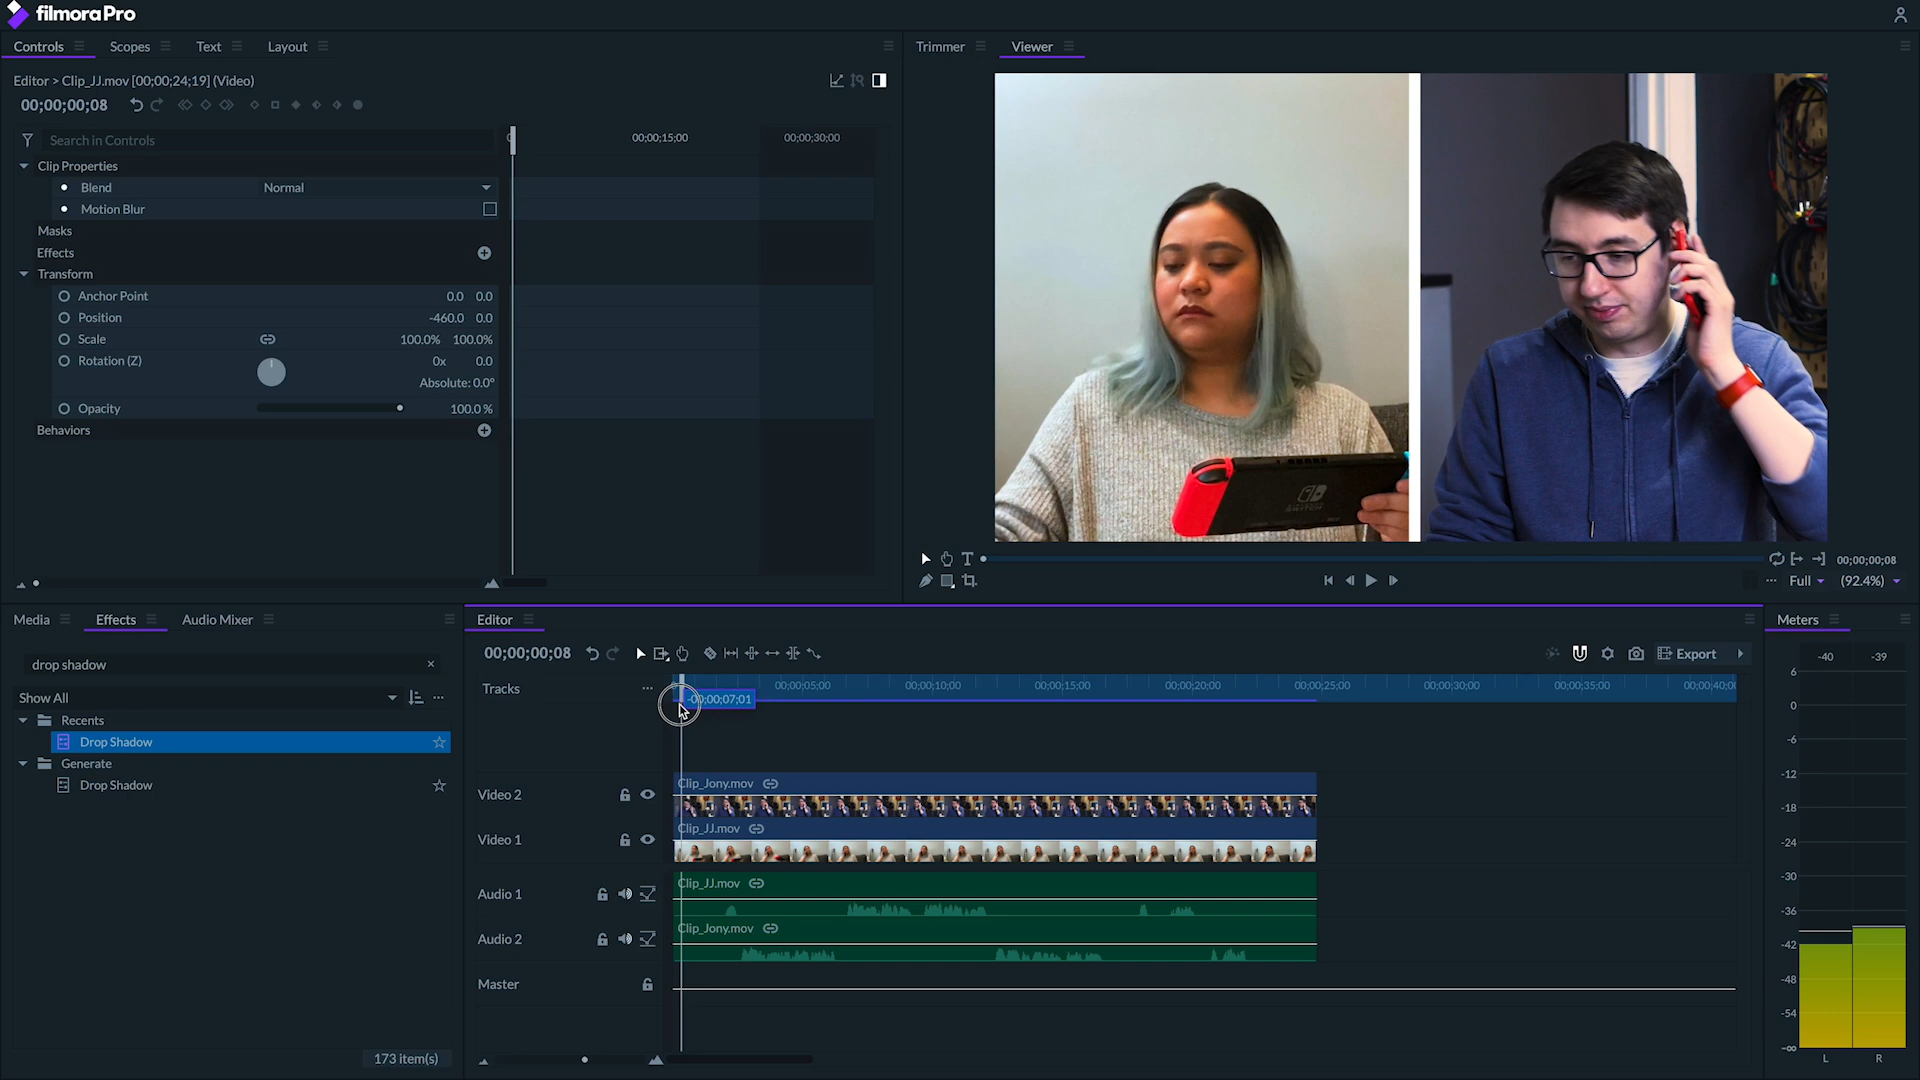 filmora Pro
Controls
Scopes
Text
Layout
Trimmer
Viewer
Editor > Clip_JJ.mov [00;00;24;19] (Video)
00;00;00;08
Search in Controls
00;00;15;00
00;00;30;00
Clip Properties
Blend
Normal
Motion Blur
Masks
Effects
Transform
Anchor Point
0.0 0.0
Position
-460.0 0.0
Scale
100.0% 100.0%
Rotation (Z)
0x 0.0
Absolute: 0.0°
Opacity
100.0 %
Behaviors
00;00;00;08
Full
(92.4%)
Media
Effects
Audio Mixer
drop shadow
Show All
Recents
Drop Shadow
Generate
Drop Shadow
173 item(s)
Editor
00;00;00;08
Export
Tracks
00;00;05;00
00;00;10;00
00;00;15;00
00;00;20;00
00;00;25;00
00;00;30;00
00;00;35;00
00;00;40;00
-00;00;07;01
Video 2
Clip_Jony.mov
Video 1
Clip_JJ.mov
Audio 1
Clip_JJ.mov
Audio 2
Clip_Jony.mov
Master
Meters
-40 -39
6
0
-6
-12
-18
-24
-30
-36
-42
-48
-54
-∞
L R